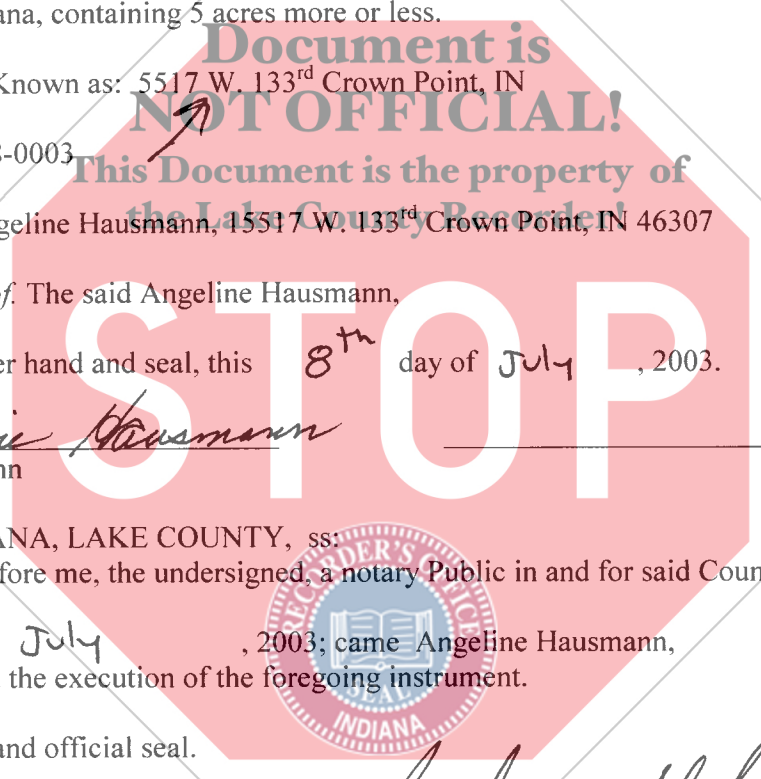 ana, containing 5 acres more or less.
Document is
Known as: 5517 W. 133rd Crown Point, IN
NOT OFFICIAL!
-0003
This Document is the property of
geline Hausmann, 15517 W. 133rd Crown Point, IN 46307
the Lake County Recorder!
ef. The said Angeline Hausmann,
STOP
er hand and seal, this 8th day of July , 2003.
ie Hausmann
nn
ANA, LAKE COUNTY, ss:
fore me, the undersigned, a notary Public in and for said Coun
July , 2003; came Angeline Hausmann,
the execution of the foregoing instrument.
RECORDER'S OFFICE
SEAL
INDIANA
and official seal.